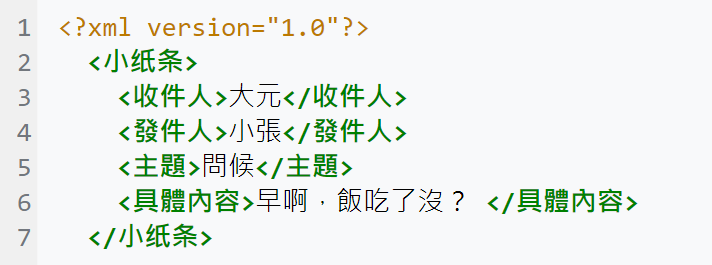 1 <?xml version="1.0"?>
2 <小纸条>
3 <收件人>大元</收件人>
4 <發件人>小張</發件人>
5 <主題>問候</主題>
6 <具體內容>早啊，飯吃了沒？ </具體內容>
7 </小纸条>